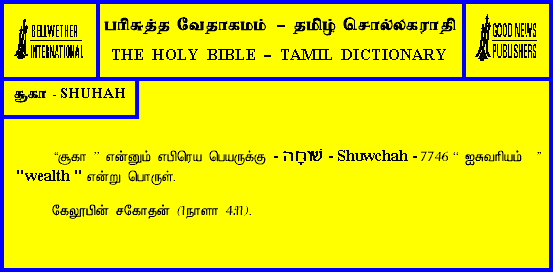 BELLWETHER
INTERNATIONAL
பரிசுத்த வேதாகமம் – தமிழ் சொல்லகராதி
THE HOLY BIBLE – TAMIL DICTIONARY
GOOD NEWS
PUBLISHERS
சூகா - SHUHAH
“சூகா ” என்னும் எபிரெய பெயருக்கு - שׁוּחָה - Shuwchah - 7746 “ ஐசுவரியம் ”
"wealth " என்று பொருள்.
கேலூபின் சகோதன் (1நாளா 4:11).